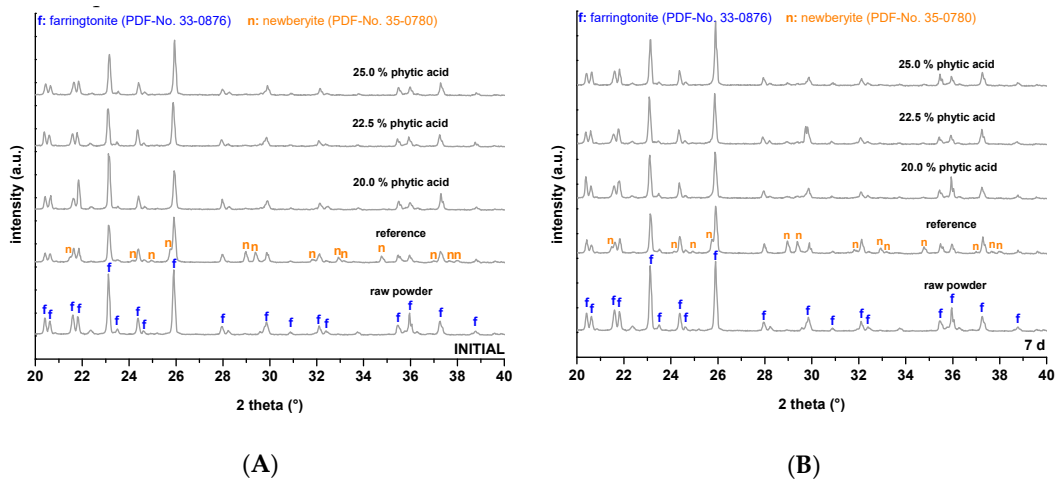 f: farringtonite (PDF-No. 33-0876) n: newberyite (PDF-No. 35-0780)
25.0 % phytic acid
22.5 % phytic acid
20.0 % phytic acid
reference
n n n n n n n n n n n n n
raw powder
f f f f f f f f f f f f f f f f
INITIAL
intensity (a.u.)
20 22 24 26 28 30 32 34 36 38 40
2 theta (°)
(A)
f: farringtonite (PDF-No. 33-0876) n: newberyite (PDF-No. 35-0780)
25.0 % phytic acid
22.5 % phytic acid
20.0 % phytic acid
reference
n n n n n n n n n n n n n
raw powder
f f f f f f f f f f f f f f f f
7 d
intensity (a.u.)
20 22 24 26 28 30 32 34 36 38 40
2 theta (°)
(B)